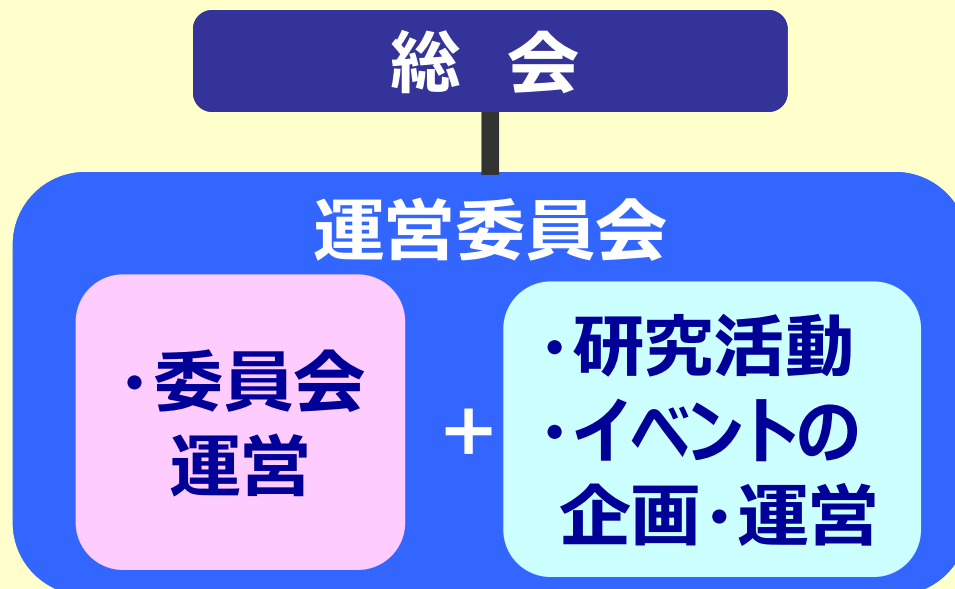 総 会
運営委員会
・委員会
運営
+
・研究活動
・イベントの
企画・運営